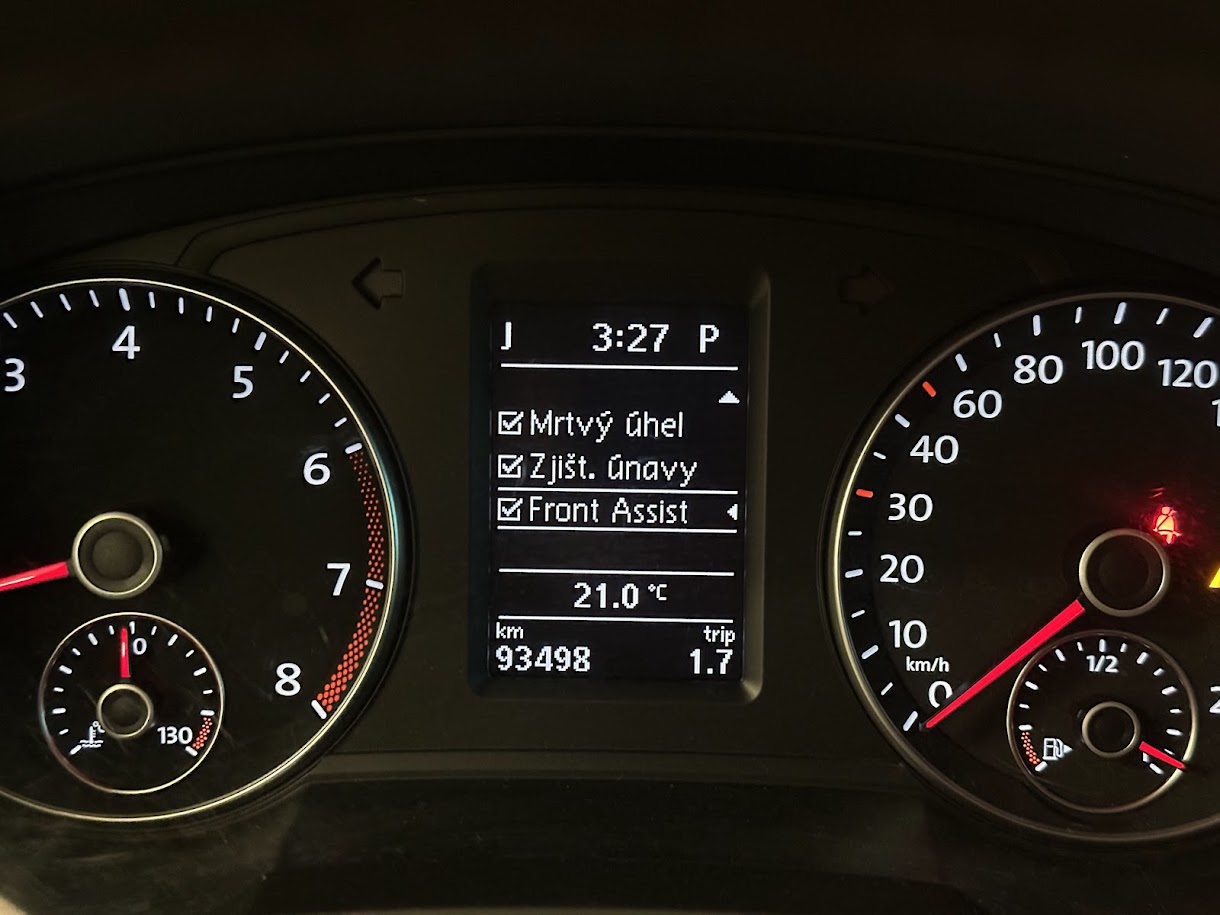 3
4
5
6
7
8
0
130
J 3:27 P
Mrtvý úhel
Zjišt. únavy
Front Assist
21.0 °C
km trip
93498 1.7
0
km/h
10
20
30
40
60
80
100
120
1/2